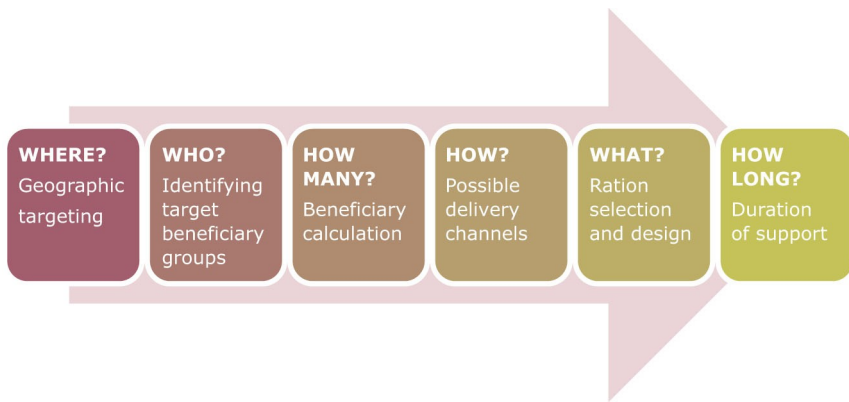 WHERE?
Geographic
targeting
WHO?
Identifying
target
beneficiary
groups
HOW
MANY?
Beneficiary
calculation
HOW?
Possible
delivery
channels
WHAT?
Ration
selection
and design
HOW
LONG?
Duration
of support